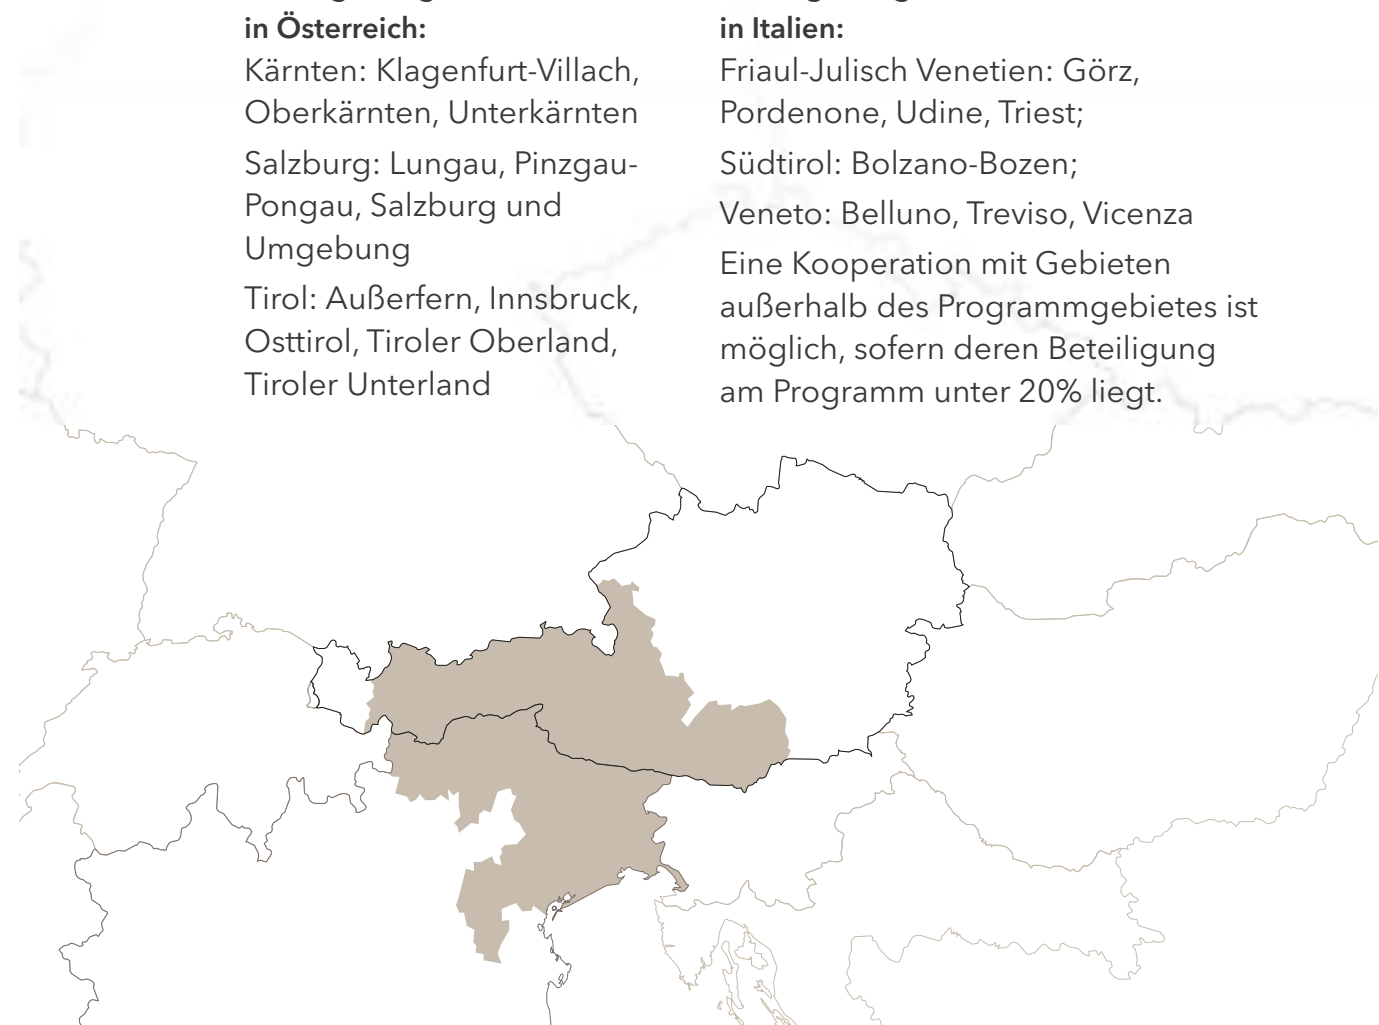 in Österreich:
Kärnten: Klagenfurt-Villach,
Oberkärnten, Unterkärnten
Salzburg: Lungau, Pinzgau-
Pongau, Salzburg und
Umgebung
Tirol: Außerfern, Innsbruck,
Osttirol, Tiroler Oberland,
Tiroler Unterland
in Italien:
Friaul-Julisch Venetien: Görz,
Pordenone, Udine, Triest;
Südtirol: Bolzano-Bozen;
Veneto: Belluno, Treviso, Vicenza
Eine Kooperation mit Gebieten
außerhalb des Programmgebietes ist
möglich, sofern deren Beteiligung
am Programm unter 20% liegt.